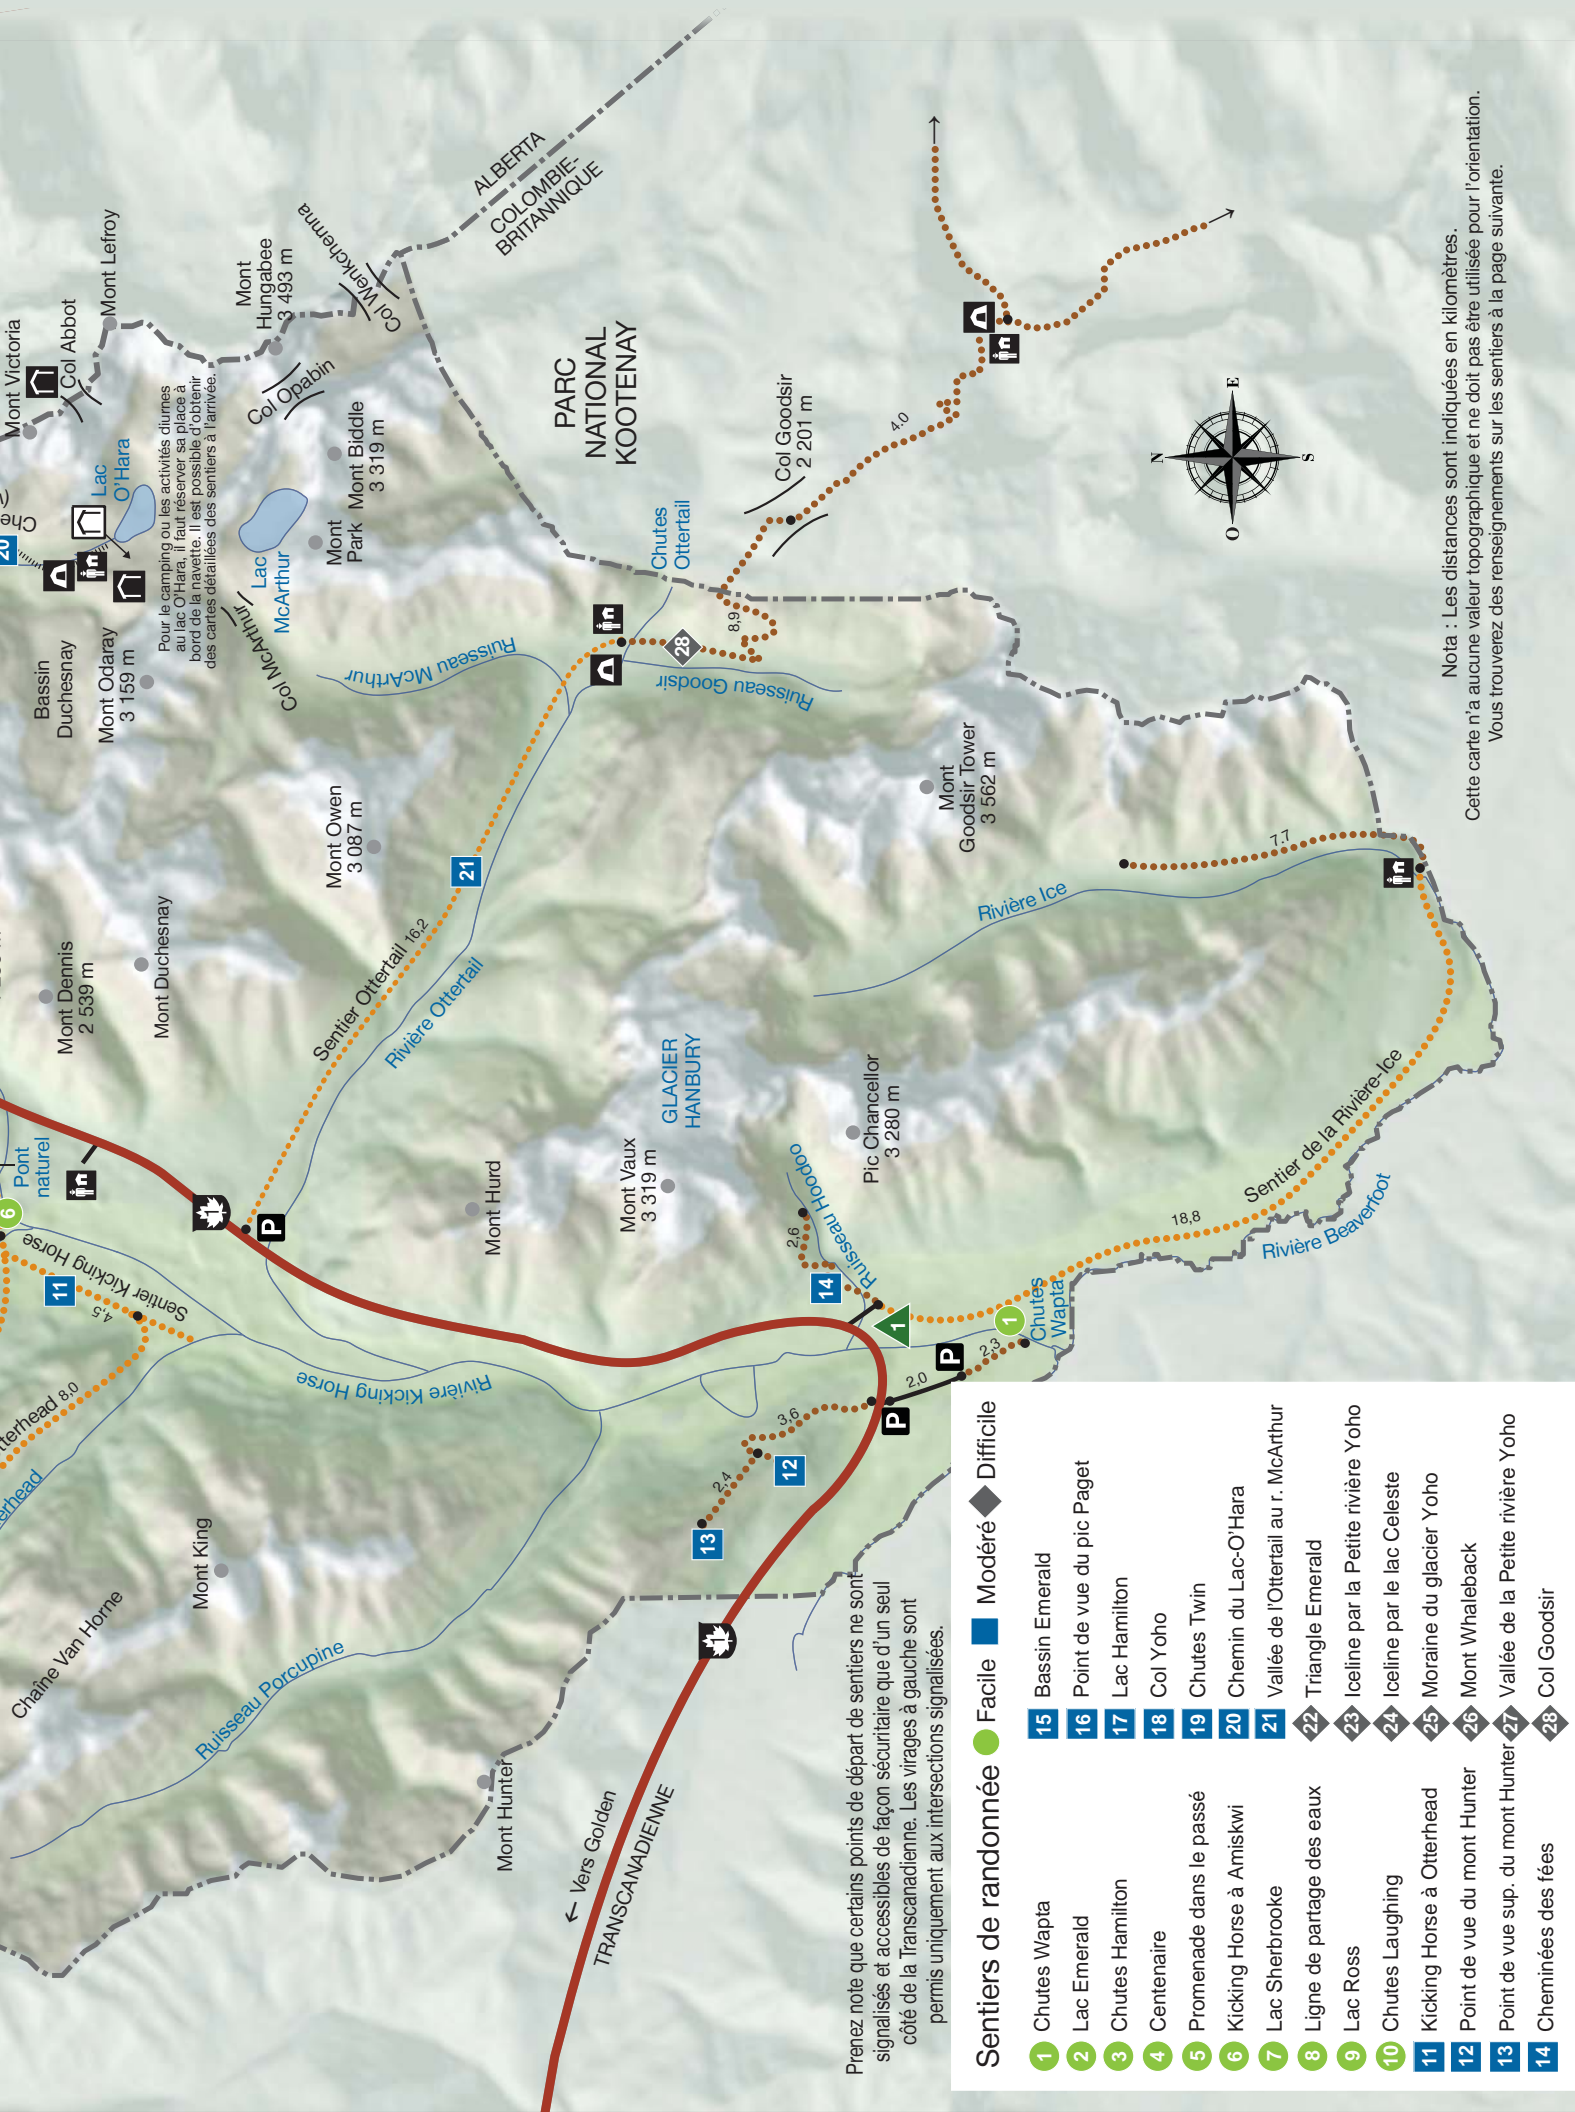 Mont Victoria
Col Abbot
Mont Lefroy
Mont
Hungabee
3 493 m
Col Wenkchemna
Col Opabin
Lac
O'Hara
20
Pour le camping ou les activités diurnes
au lac O'Hara, il faut réserver sa place à
bord de la navette. Il est possible d'obtenir
des cartes détaillées des sentiers à l'arrivée.
Mont Biddle
3 319 m
Mont
Park
Lac
McArthur
Col McArthur
Bassin
Duchesnay
Mont Odaray
3 159 m
ALBERTA
COLOMBIE-
BRITANNIQUE
PARC
NATIONAL
KOOTENAY
Chutes
Ottertail
Col Goodsir
2 201 m
4.0
8,9
28
Ruisseau McArthur
Ruisseau Goodsir
N
E
S
O
Nota : Les distances sont indiquées en kilomètres.
Cette carte n'a aucune valeur topographique et ne doit pas être utilisée pour l'orientation.
Vous trouverez des renseignements sur les sentiers à la page suivante.
Mont Owen
3 087 m
21
Mont Dennis
2 539 m
Mont Duchesnay
Sentier Ottertail 16,2
Rivière Ottertail
Mont
Goodsir Tower
3 562 m
7.7
Rivière Ice
GLACIER
HANBURY
Pic Chancellor
3 280 m
Mont Vaux
3 319 m
Mont Hurd
Pont
naturel
6
P
Sentier Kicking Horse
11
4,5
Rivière Kicking Horse
Ruisseau Hoodoo
2,6
14
1
1
Chutes
Wapta
Sentier de la Rivière-Ice
18,8
Rivière Beaverfoot
2,3
P
2,0
P
3,6
12
2,4
13
8,0
Mont King
Chaîne Van Horne
Ruisseau Porcupine
Mont Hunter
← Vers Golden
TRANSCANADIENNE
Prenez note que certains points de départ de sentiers ne sont
signalisés et accessibles de façon sécuritaire que d'un seul
côté de la Transcanadienne. Les virages à gauche sont
permis uniquement aux intersections signalisées.
Sentiers de randonnée
Facile
Modéré
Difficile
1 Chutes Wapta
2 Lac Emerald
3 Chutes Hamilton
4 Centenaire
5 Promenade dans le passé
6 Kicking Horse à Amiskwi
7 Lac Sherbrooke
8 Ligne de partage des eaux
9 Lac Ross
10 Chutes Laughing
11 Kicking Horse à Otterhead
12 Point de vue du mont Hunter
13 Point de vue sup. du mont Hunter
14 Cheminées des fées
15 Bassin Emerald
16 Point de vue du pic Paget
17 Lac Hamilton
18 Col Yoho
19 Chutes Twin
20 Chemin du Lac-O'Hara
21 Vallée de l'Ottertail au r. McArthur
22 Triangle Emerald
23 Iceline par la Petite rivière Yoho
24 Iceline par le lac Celeste
25 Moraine du glacier Yoho
26 Mont Whaleback
27 Vallée de la Petite rivière Yoho
28 Col Goodsir